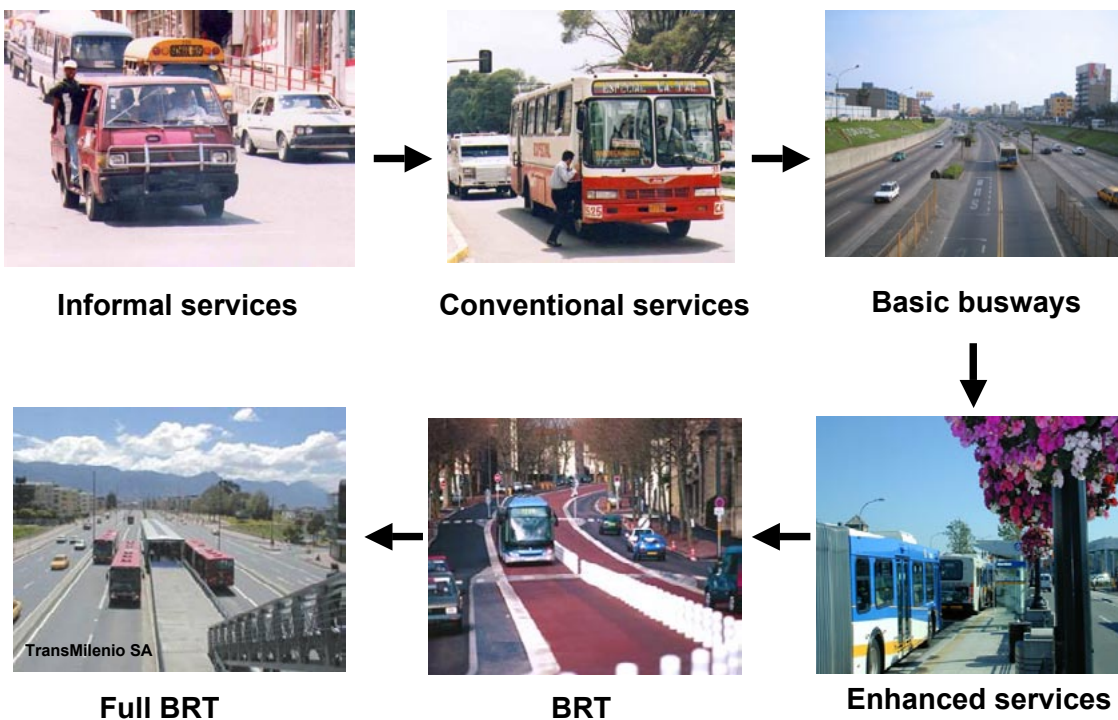 Informal services
Conventional services
Basic busways
Enhanced services
BRT
Full BRT
TransMilenio SA